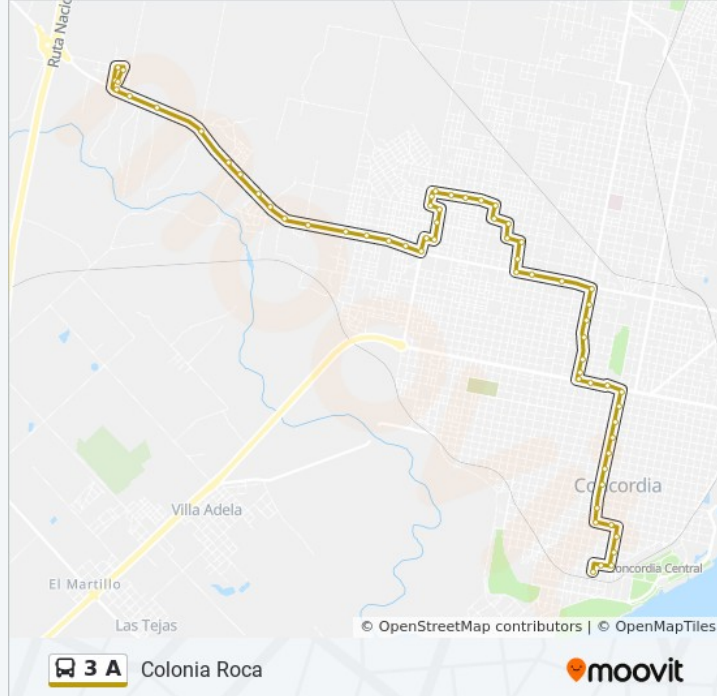 Ruta Nacio
Concordia
Concordia Central
Villa Adela
El Martillo
Las Tejas
© OpenStreetMap contributors | © OpenMapTiles
3 A Colonia Roca
moovit